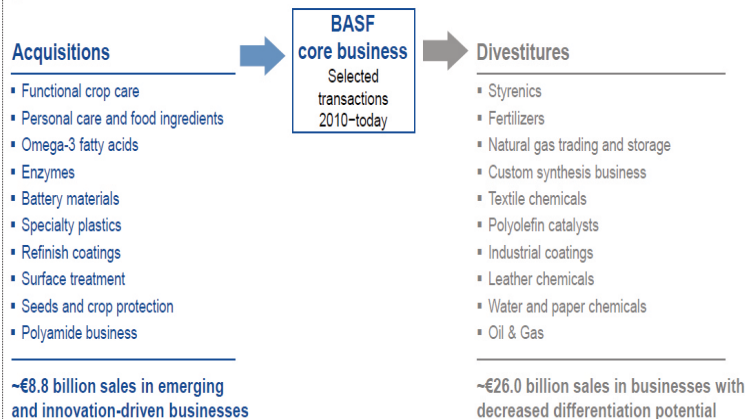 Acquisitions
▪ Functional crop care
▪ Personal care and food ingredients
▪ Omega-3 fatty acids
▪ Enzymes
▪ Battery materials
▪ Specialty plastics
▪ Refinish coatings
▪ Surface treatment
▪ Seeds and crop protection
▪ Polyamide business
~€8.8 billion sales in emerging
and innovation-driven businesses
BASF
core business
Selected
transactions
2010–today
Divestitures
▪ Styrenics
▪ Fertilizers
▪ Natural gas trading and storage
▪ Custom synthesis business
▪ Textile chemicals
▪ Polyolefin catalysts
▪ Industrial coatings
▪ Leather chemicals
▪ Water and paper chemicals
▪ Oil & Gas
~€26.0 billion sales in businesses with
decreased differentiation potential